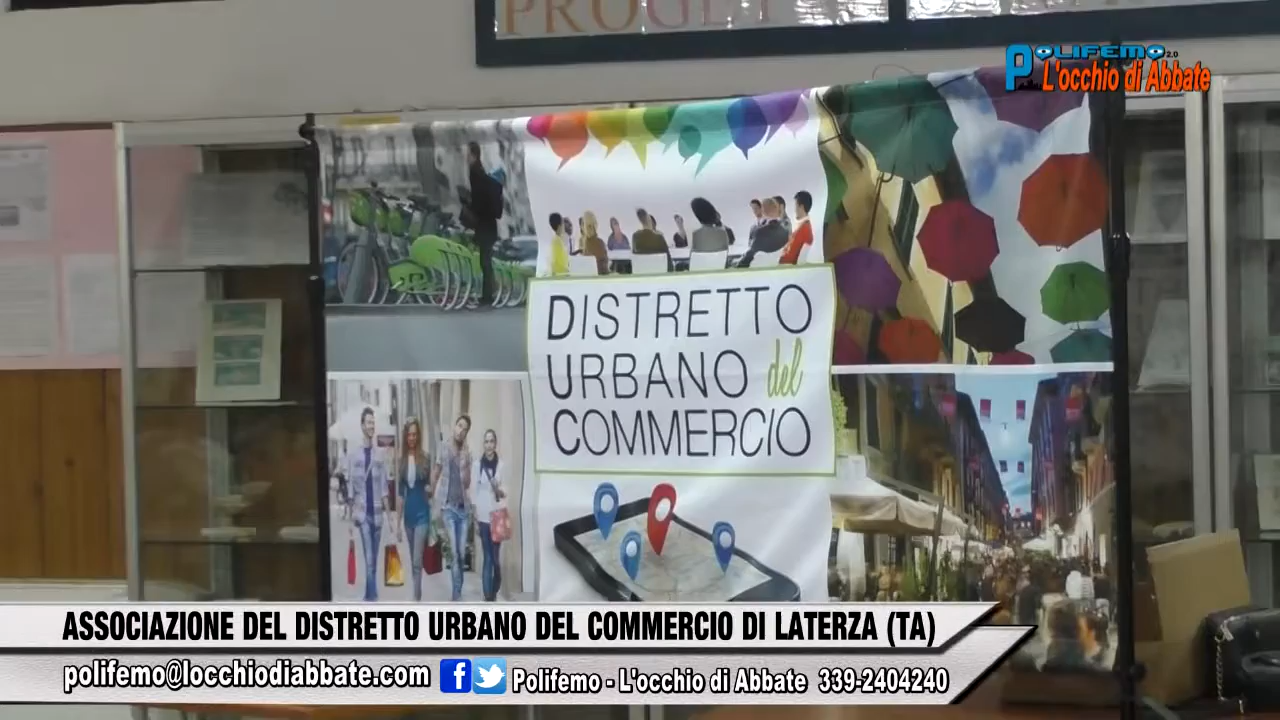 POLIFEMO 2.0
L'occhio di Abbate
DISTRETTO
URBANO del
COMMERCIO
ASSOCIAZIONE DEL DISTRETTO URBANO DEL COMMERCIO DI LATERZA (TA)
polifemo@locchiodiabbate.com Polifemo - L'occhio di Abbate 339-2404240